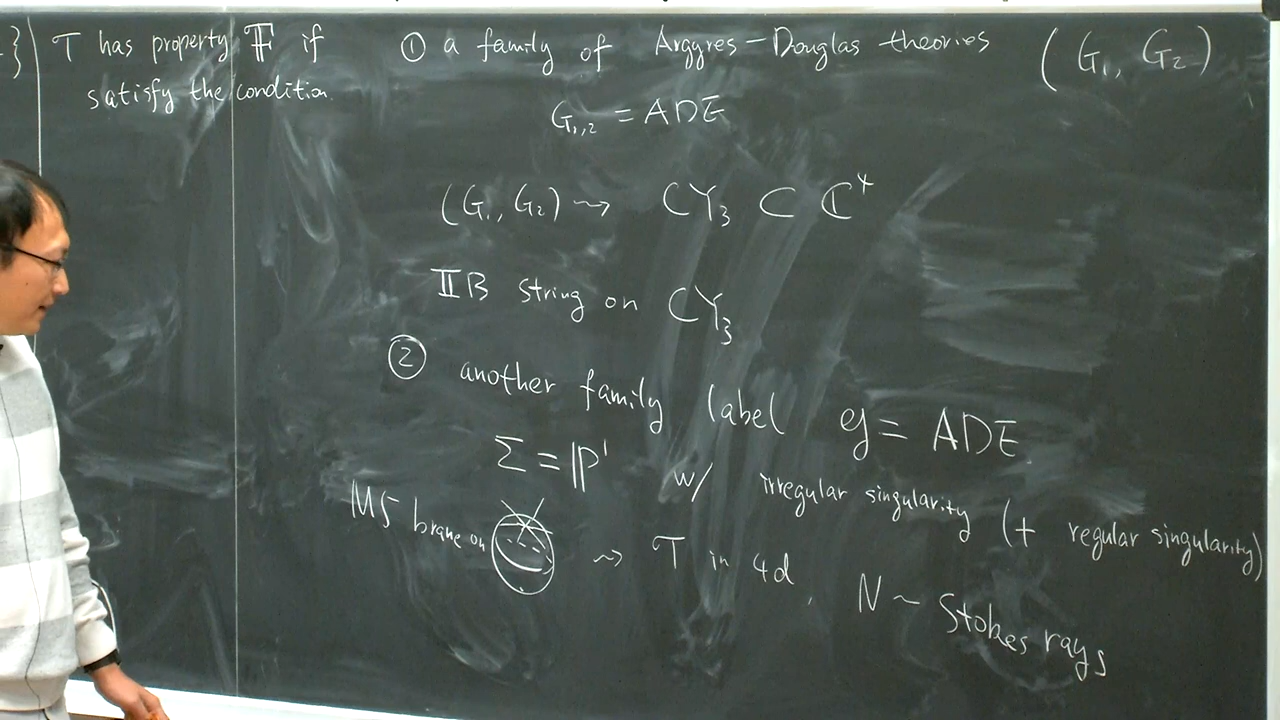 }
T has property 𝔽 if
satisfy the condition
① a family of Argyres-Douglas theories (G₁, G₂)
G₁,₂ = ADE
(G₁, G₂) ⇝ CY₃ ⊂ ℂ⁴
IIB string on CY₃
② another family label g = ADE
Σ = ℙ¹ w/ irregular singularity (+ regular singularity)
M5 brane on ⇝ T in 4d, N ~ Stokes rays